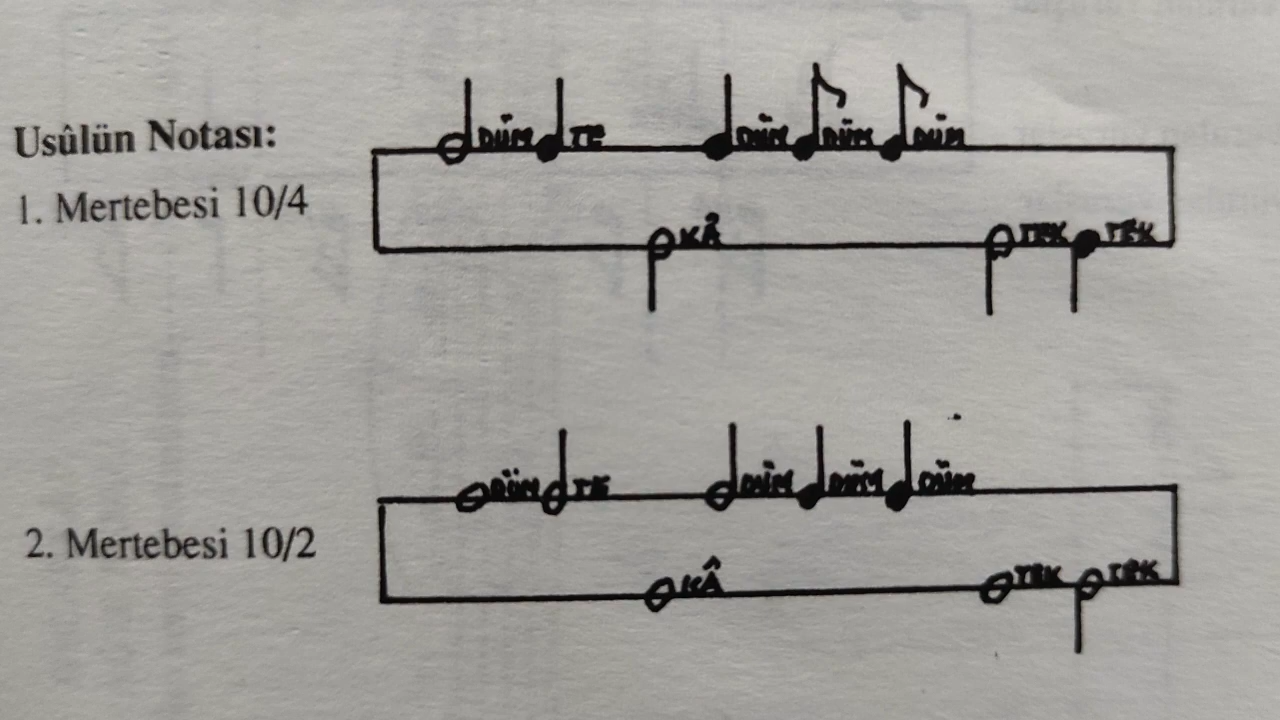 Usûlün Notası:
DÜM TE DÜM DÜM DÜM
1. Mertebesi 10/4
KÂ TEK TEK
DÜM TE DÜM DÜM DÜM
2. Mertebesi 10/2
KÂ TEK TEK